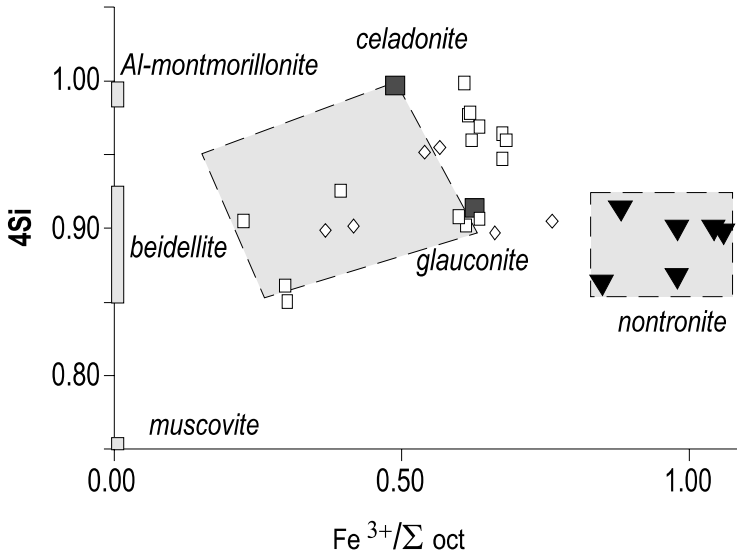 celadonite
Al-montmorillonite
1.00
4Si
0.90
beidellite
glauconite
nontronite
0.80
muscovite
0.00
0.50
1.00
Fe 3+/Σ oct